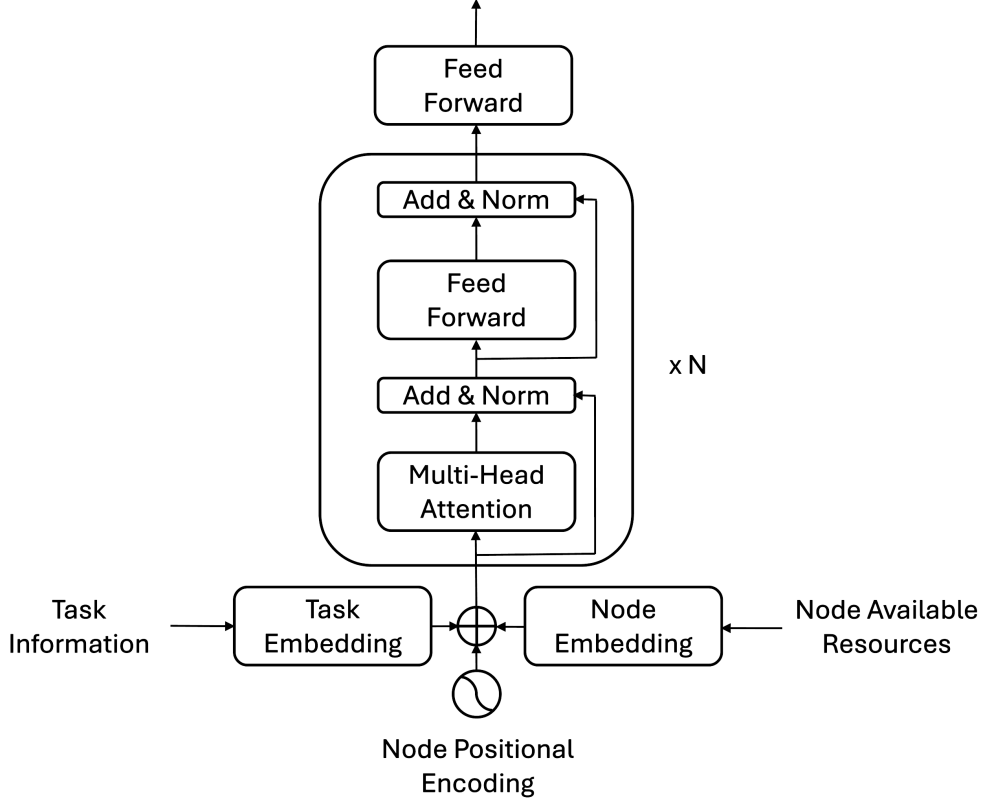 Feed
Forward
Add & Norm
Feed
Forward
x N
Add & Norm
Multi-Head
Attention
Task
Information
Task
Embedding
Node
Embedding
Node Available
Resources
Node Positional
Encoding